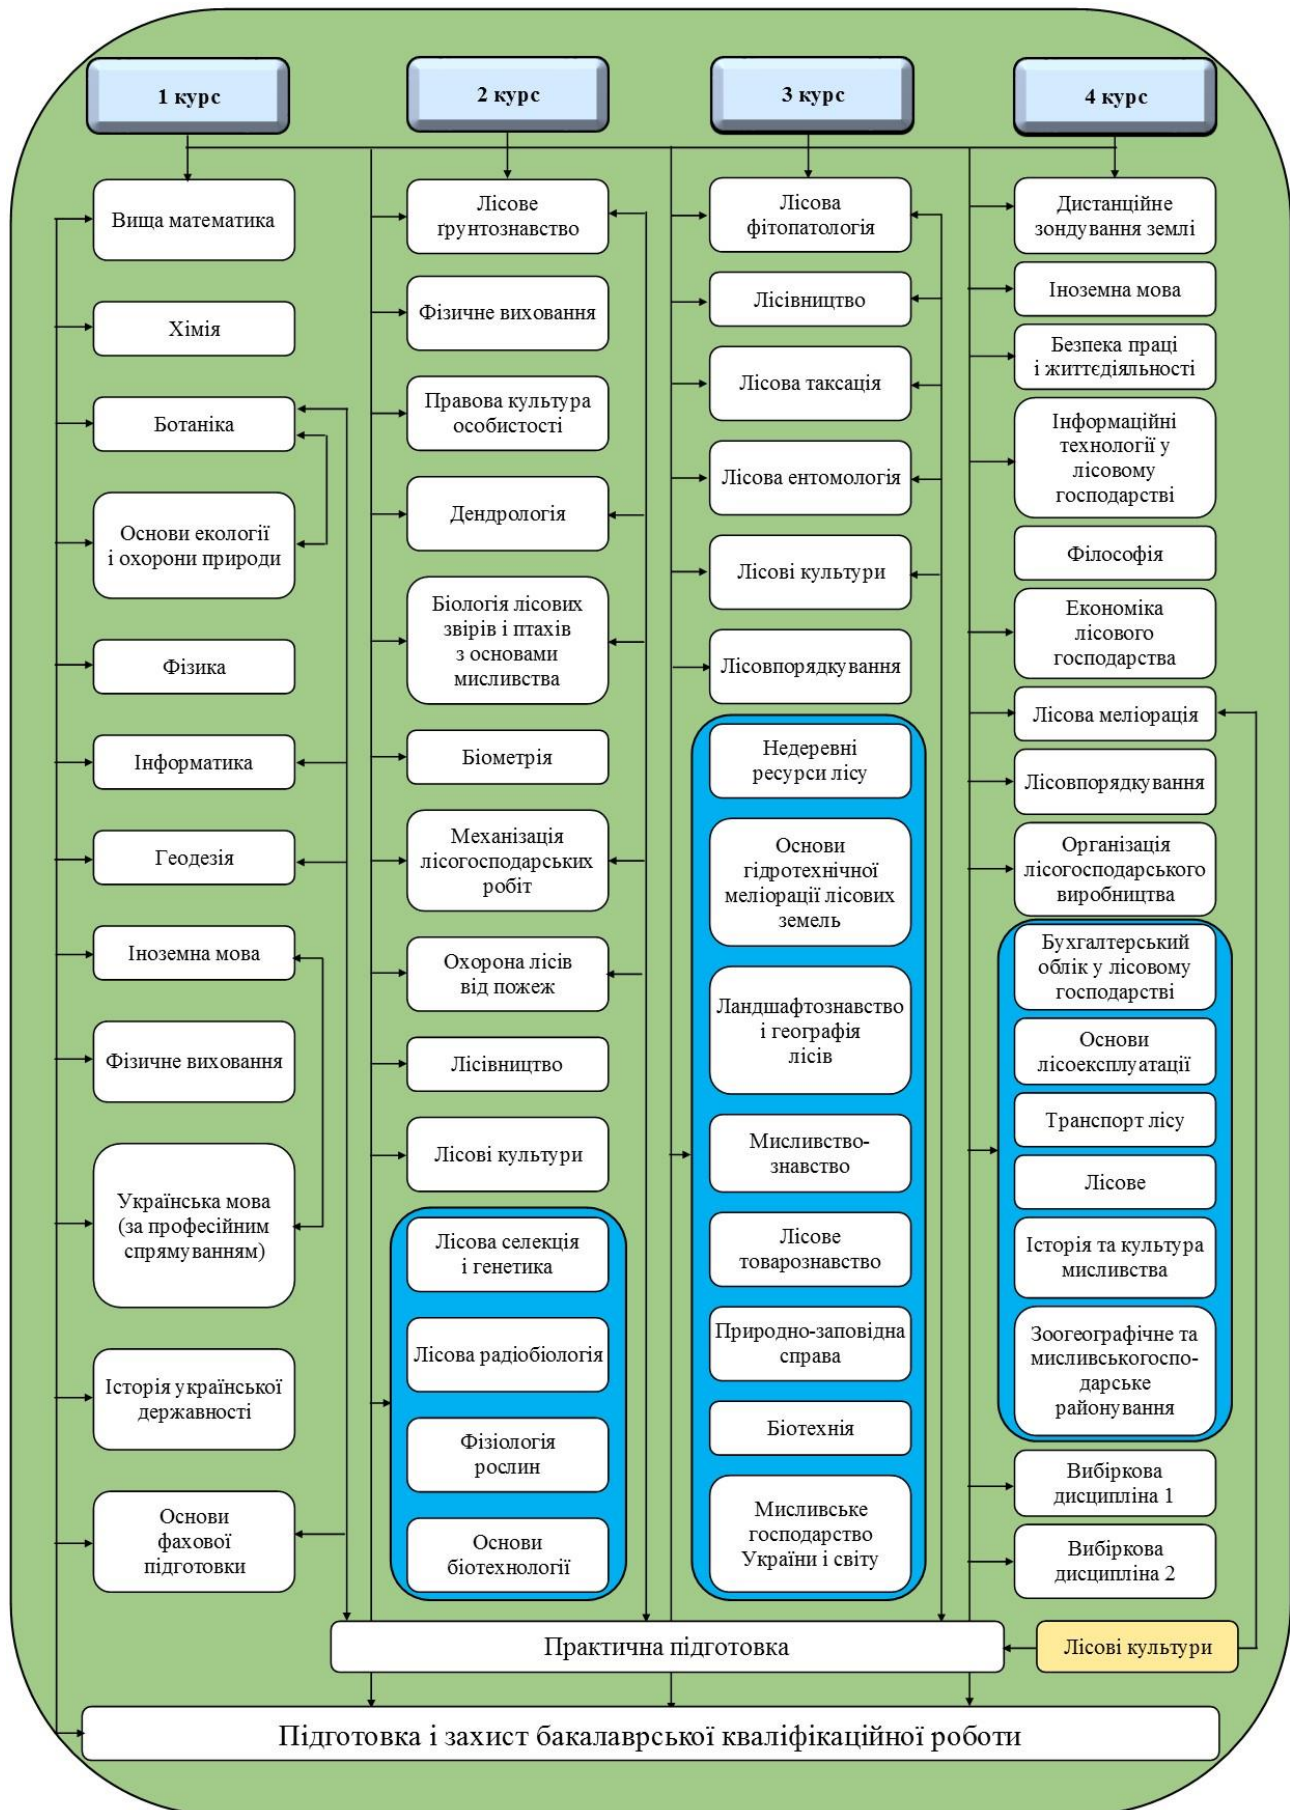 1 курс
2 курс
3 курс
4 курс
Вища математика
Хімія
Ботаніка
Основи екології
і охорони природи
Фізика
Інформатика
Геодезія
Іноземна мова
Фізичне виховання
Українська мова
(за професійним
спрямуванням)
Історія української
державності
Основи
фахової
підготовки
Лісове
ґрунтознавство
Фізичне виховання
Правова культура
особистості
Дендрологія
Біологія лісових
звірів і птахів
з основами
мисливства
Біометрія
Механізація
лісогосподарських
робіт
Охорона лісів
від пожеж
Лісівництво
Лісові культури
Лісова селекція
і генетика
Лісова радіобіологія
Фізіологія
рослин
Основи
біотехнології
Лісова
фітопатологія
Лісівництво
Лісова таксація
Лісова ентомологія
Лісові культури
Лісовпорядкування
Недеревні
ресурси лісу
Основи
гідротехнічної
меліорації лісових
земель
Ландшафтознавство
і географія
лісів
Мисливство-
знавство
Лісове
товарознавство
Природно-заповідна
справа
Біотехнія
Мисливське
господарство
України і світу
Дистанційне
зондування землі
Іноземна мова
Безпека праці
і життєдіяльності
Інформаційні
технології у
лісовому
господарстві
Філософія
Економіка
лісового
господарства
Лісова меліорація
Лісовпорядкування
Організація
лісогосподарського
виробництва
Бухгалтерський
облік у лісовому
господарстві
Основи
лісоексплуатації
Транспорт лісу
Лісове
Історія та культура
мисливства
Зоогеографічне та
мисливськогоспо-
дарське
районування
Вибіркова
дисципліна 1
Вибіркова
дисципліна 2
Практична підготовка
Лісові культури
Підготовка і захист бакалаврської кваліфікаційної роботи